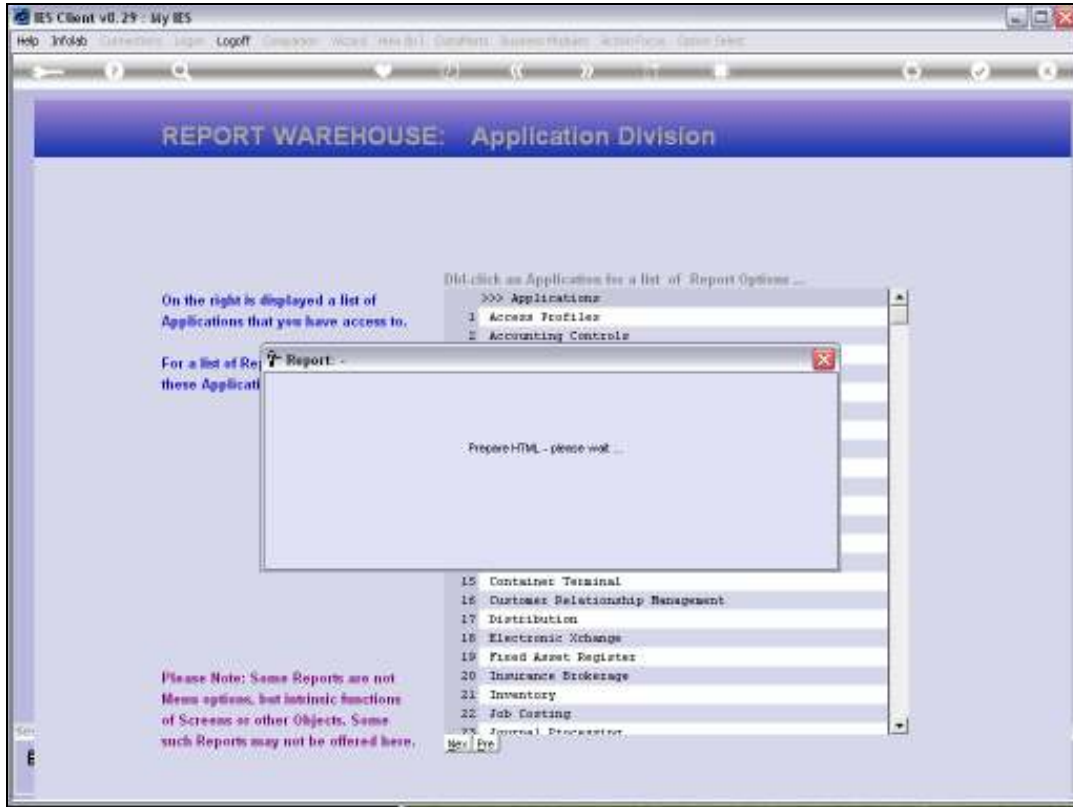 IES Client v0.29 : My IES
Help Infolab Logoff
REPORT WAREHOUSE: Application Division
Dbl-click an Application for a list of Report Options ...
On the right is displayed a list of
Applications that you have access to.
For a list of Re
these Applicati
>>> Applications
1 Access Profiles
2 Accounting Controls
Report: -
Prepare HTML - please wait ...
15 Container Terminal
16 Customer Relationship Management
17 Distribution
18 Electronic Xchange
19 Fixed Asset Register
20 Insurance Brokerage
21 Inventory
22 Job Costing
23 Journal Processing
Please Note: Some Reports are not
Menu options, but intrinsic functions
of Screens or other Objects. Some
such Reports may not be offered here.
Nex Pre